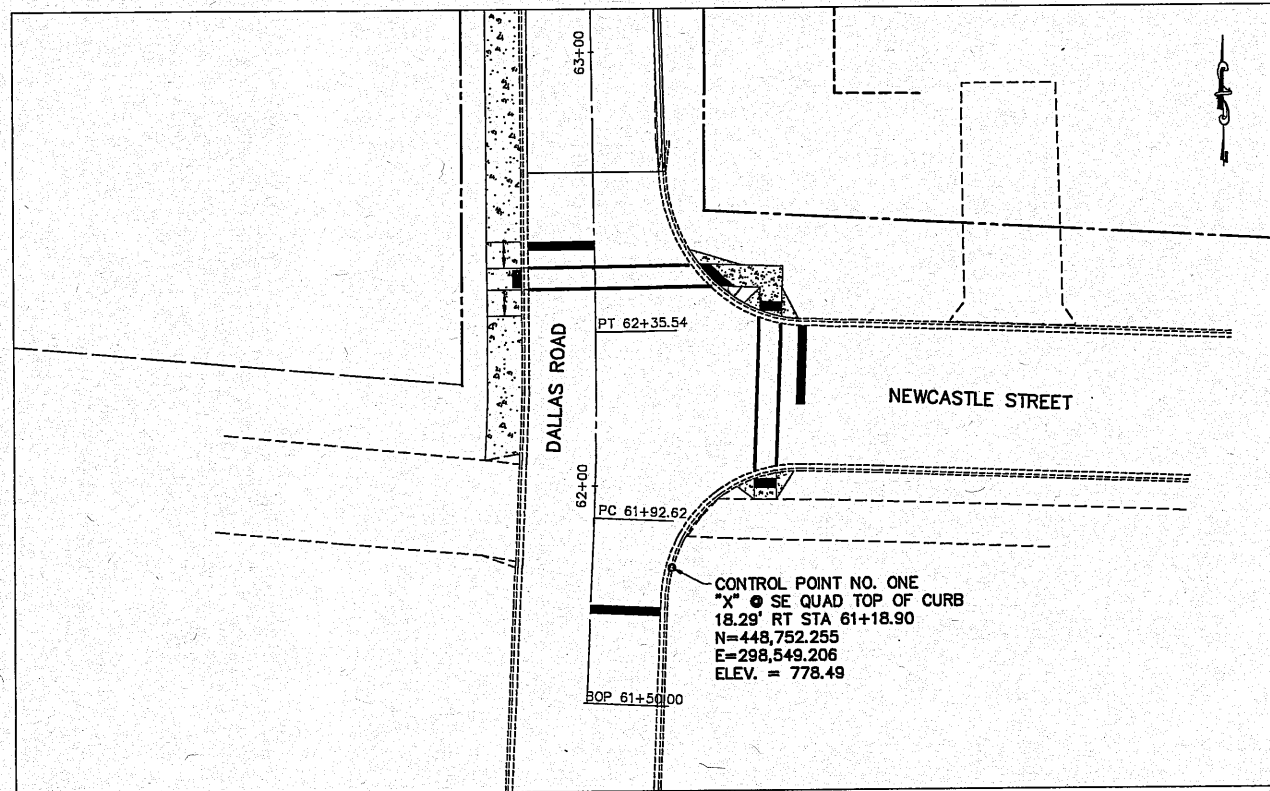 63+00
PT 62+35.54
DALLAS ROAD
NEWCASTLE STREET
62+00
PC 61+92.62
CONTROL POINT NO. ONE
"X" @ SE QUAD TOP OF CURB
18.29' RT STA 61+18.90
N=448,752.255
E=298,549.206
ELEV. = 778.49
BOP 61+50.00